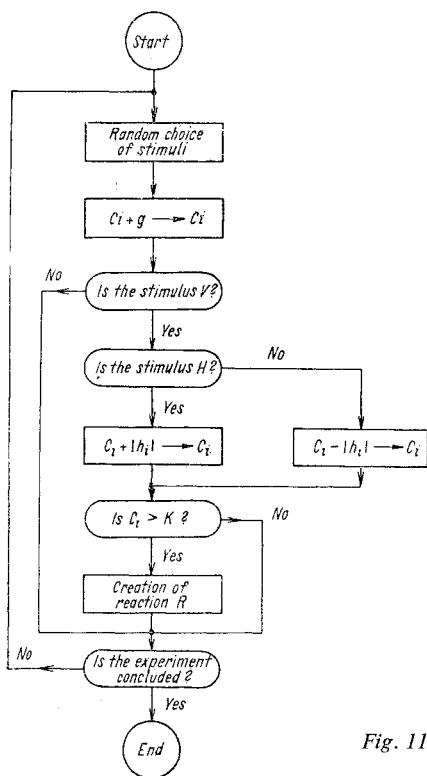 Start
Random choice
of stimuli
Ci + g → Ci
No
Is the stimulus V?
Yes
No
Is the stimulus H?
Yes
Ci + |hi| → Ci
Ci - |hi| → Ci
Is Ci > K ?
No
Yes
Creation of
reaction R
No
Is the experiment
concluded?
Yes
End
Fig. 11